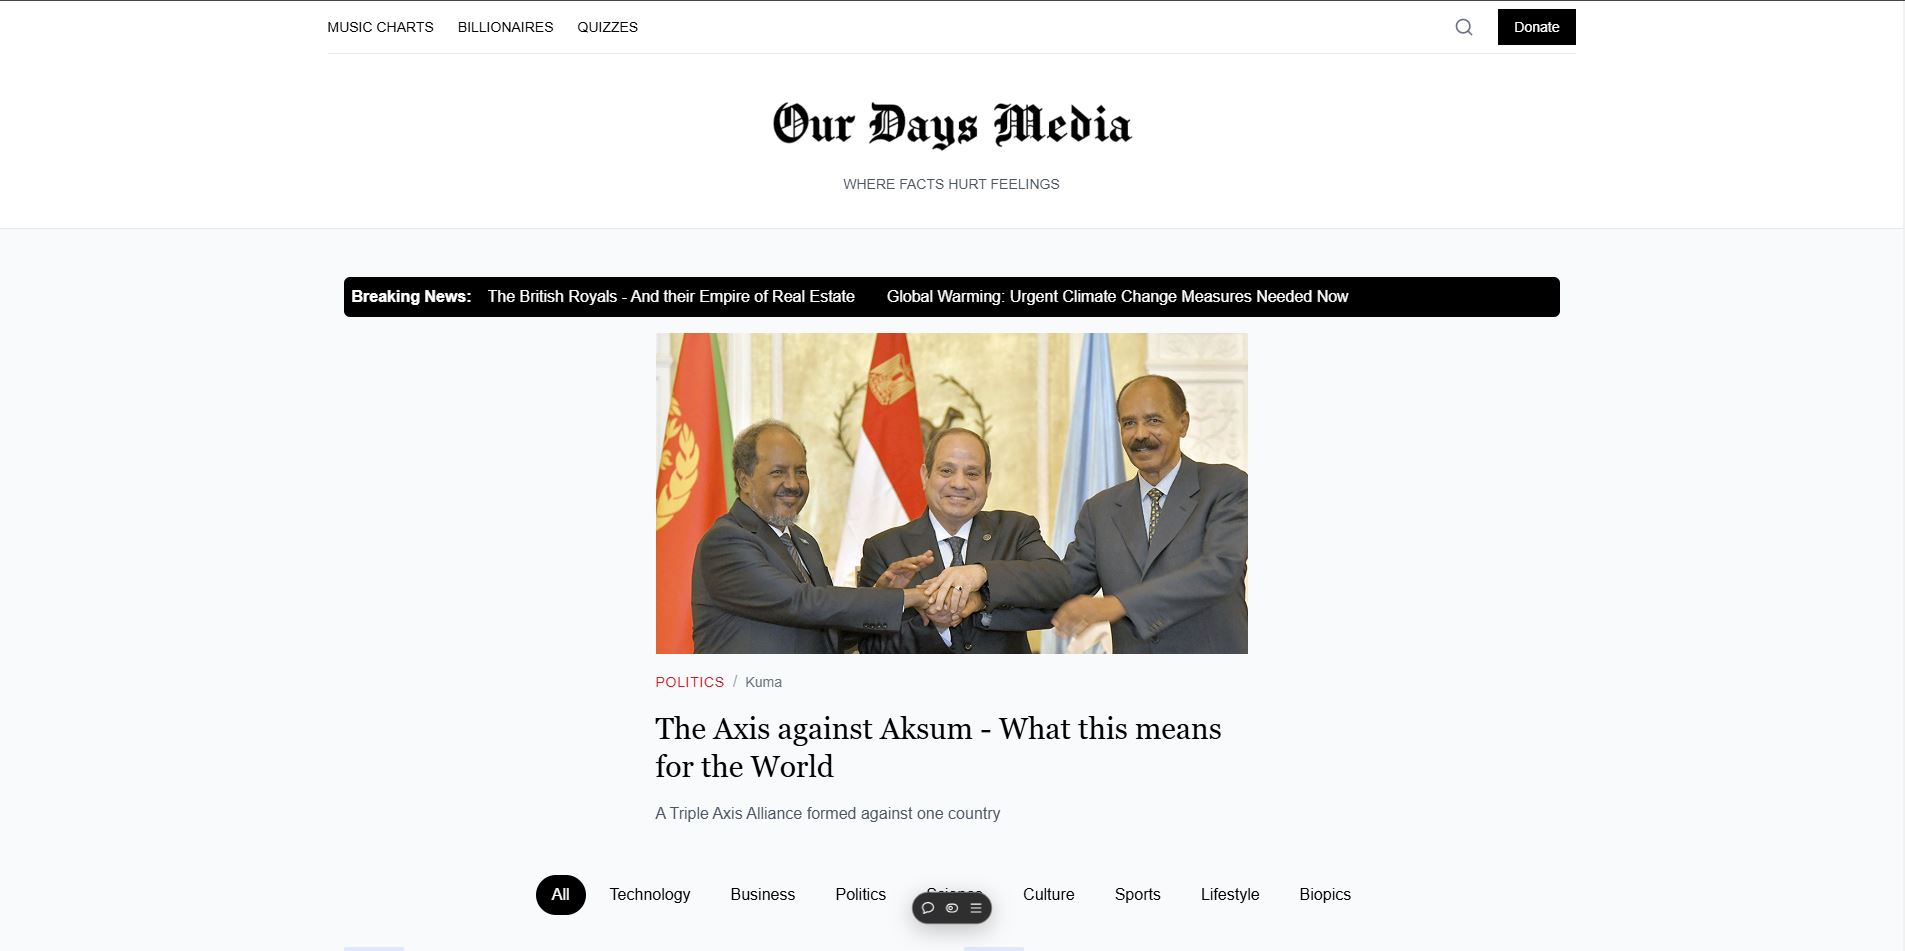 MUSIC CHARTS BILLIONAIRES QUIZZES Donate
Our Days Media
WHERE FACTS HURT FEELINGS
Breaking News: The British Royals - And their Empire of Real Estate Global Warming: Urgent Climate Change Measures Needed Now
POLITICS / Kuma
The Axis against Aksum - What this means
for the World
A Triple Axis Alliance formed against one country
All Technology Business Politics Science Culture Sports Lifestyle Biopics